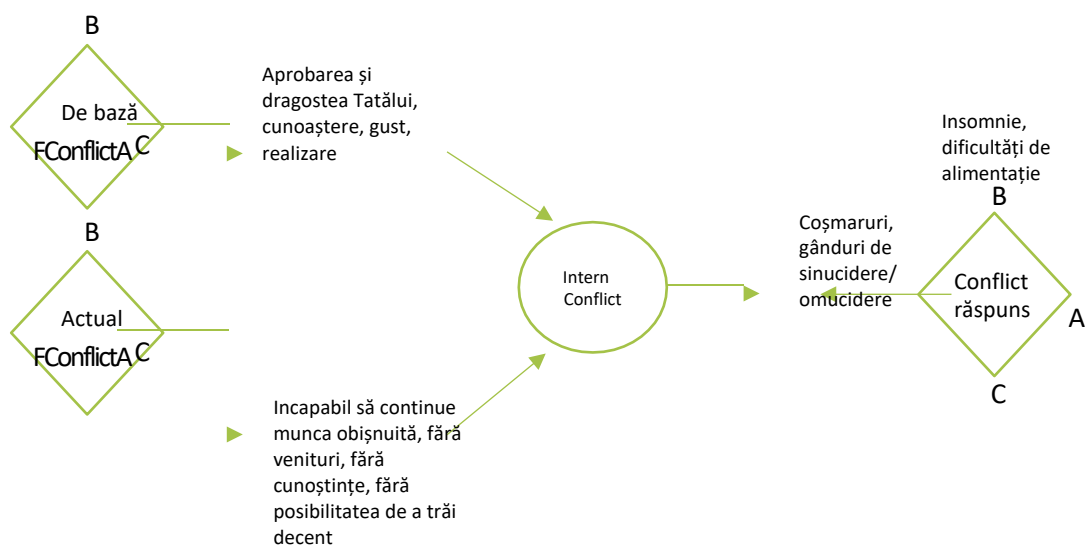 B
De bază
FConflictA C
Aprobarea și
dragostea Tatălui,
cunoaștere, gust,
realizare
B
Actual
FConflictA C
Incapabil să continue
munca obișnuită, fără
venituri, fără
cunoștințe, fără
posibilitatea de a trăi
decent
Intern
Conflict
Coșmaruri,
gânduri de
sinucidere/
omucidere
Insomnie,
dificultăți de
alimentație
B
Conflict
răspuns
A
C